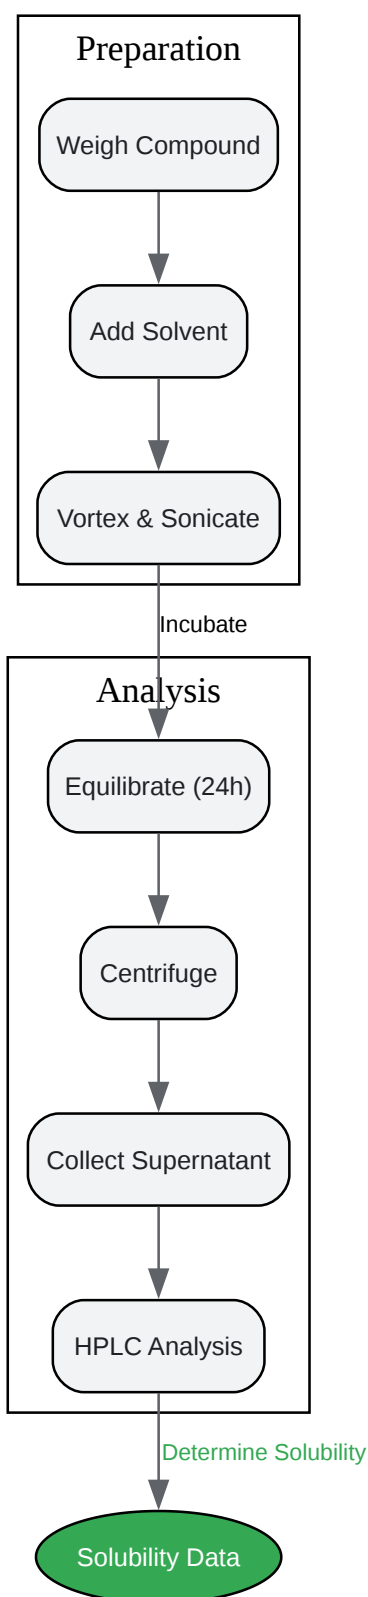 Preparation
Weigh Compound
Add Solvent
Vortex & Sonicate
Incubate
Analysis
Equilibrate (24h)
Centrifuge
Collect Supernatant
HPLC Analysis
Determine Solubility
Solubility Data